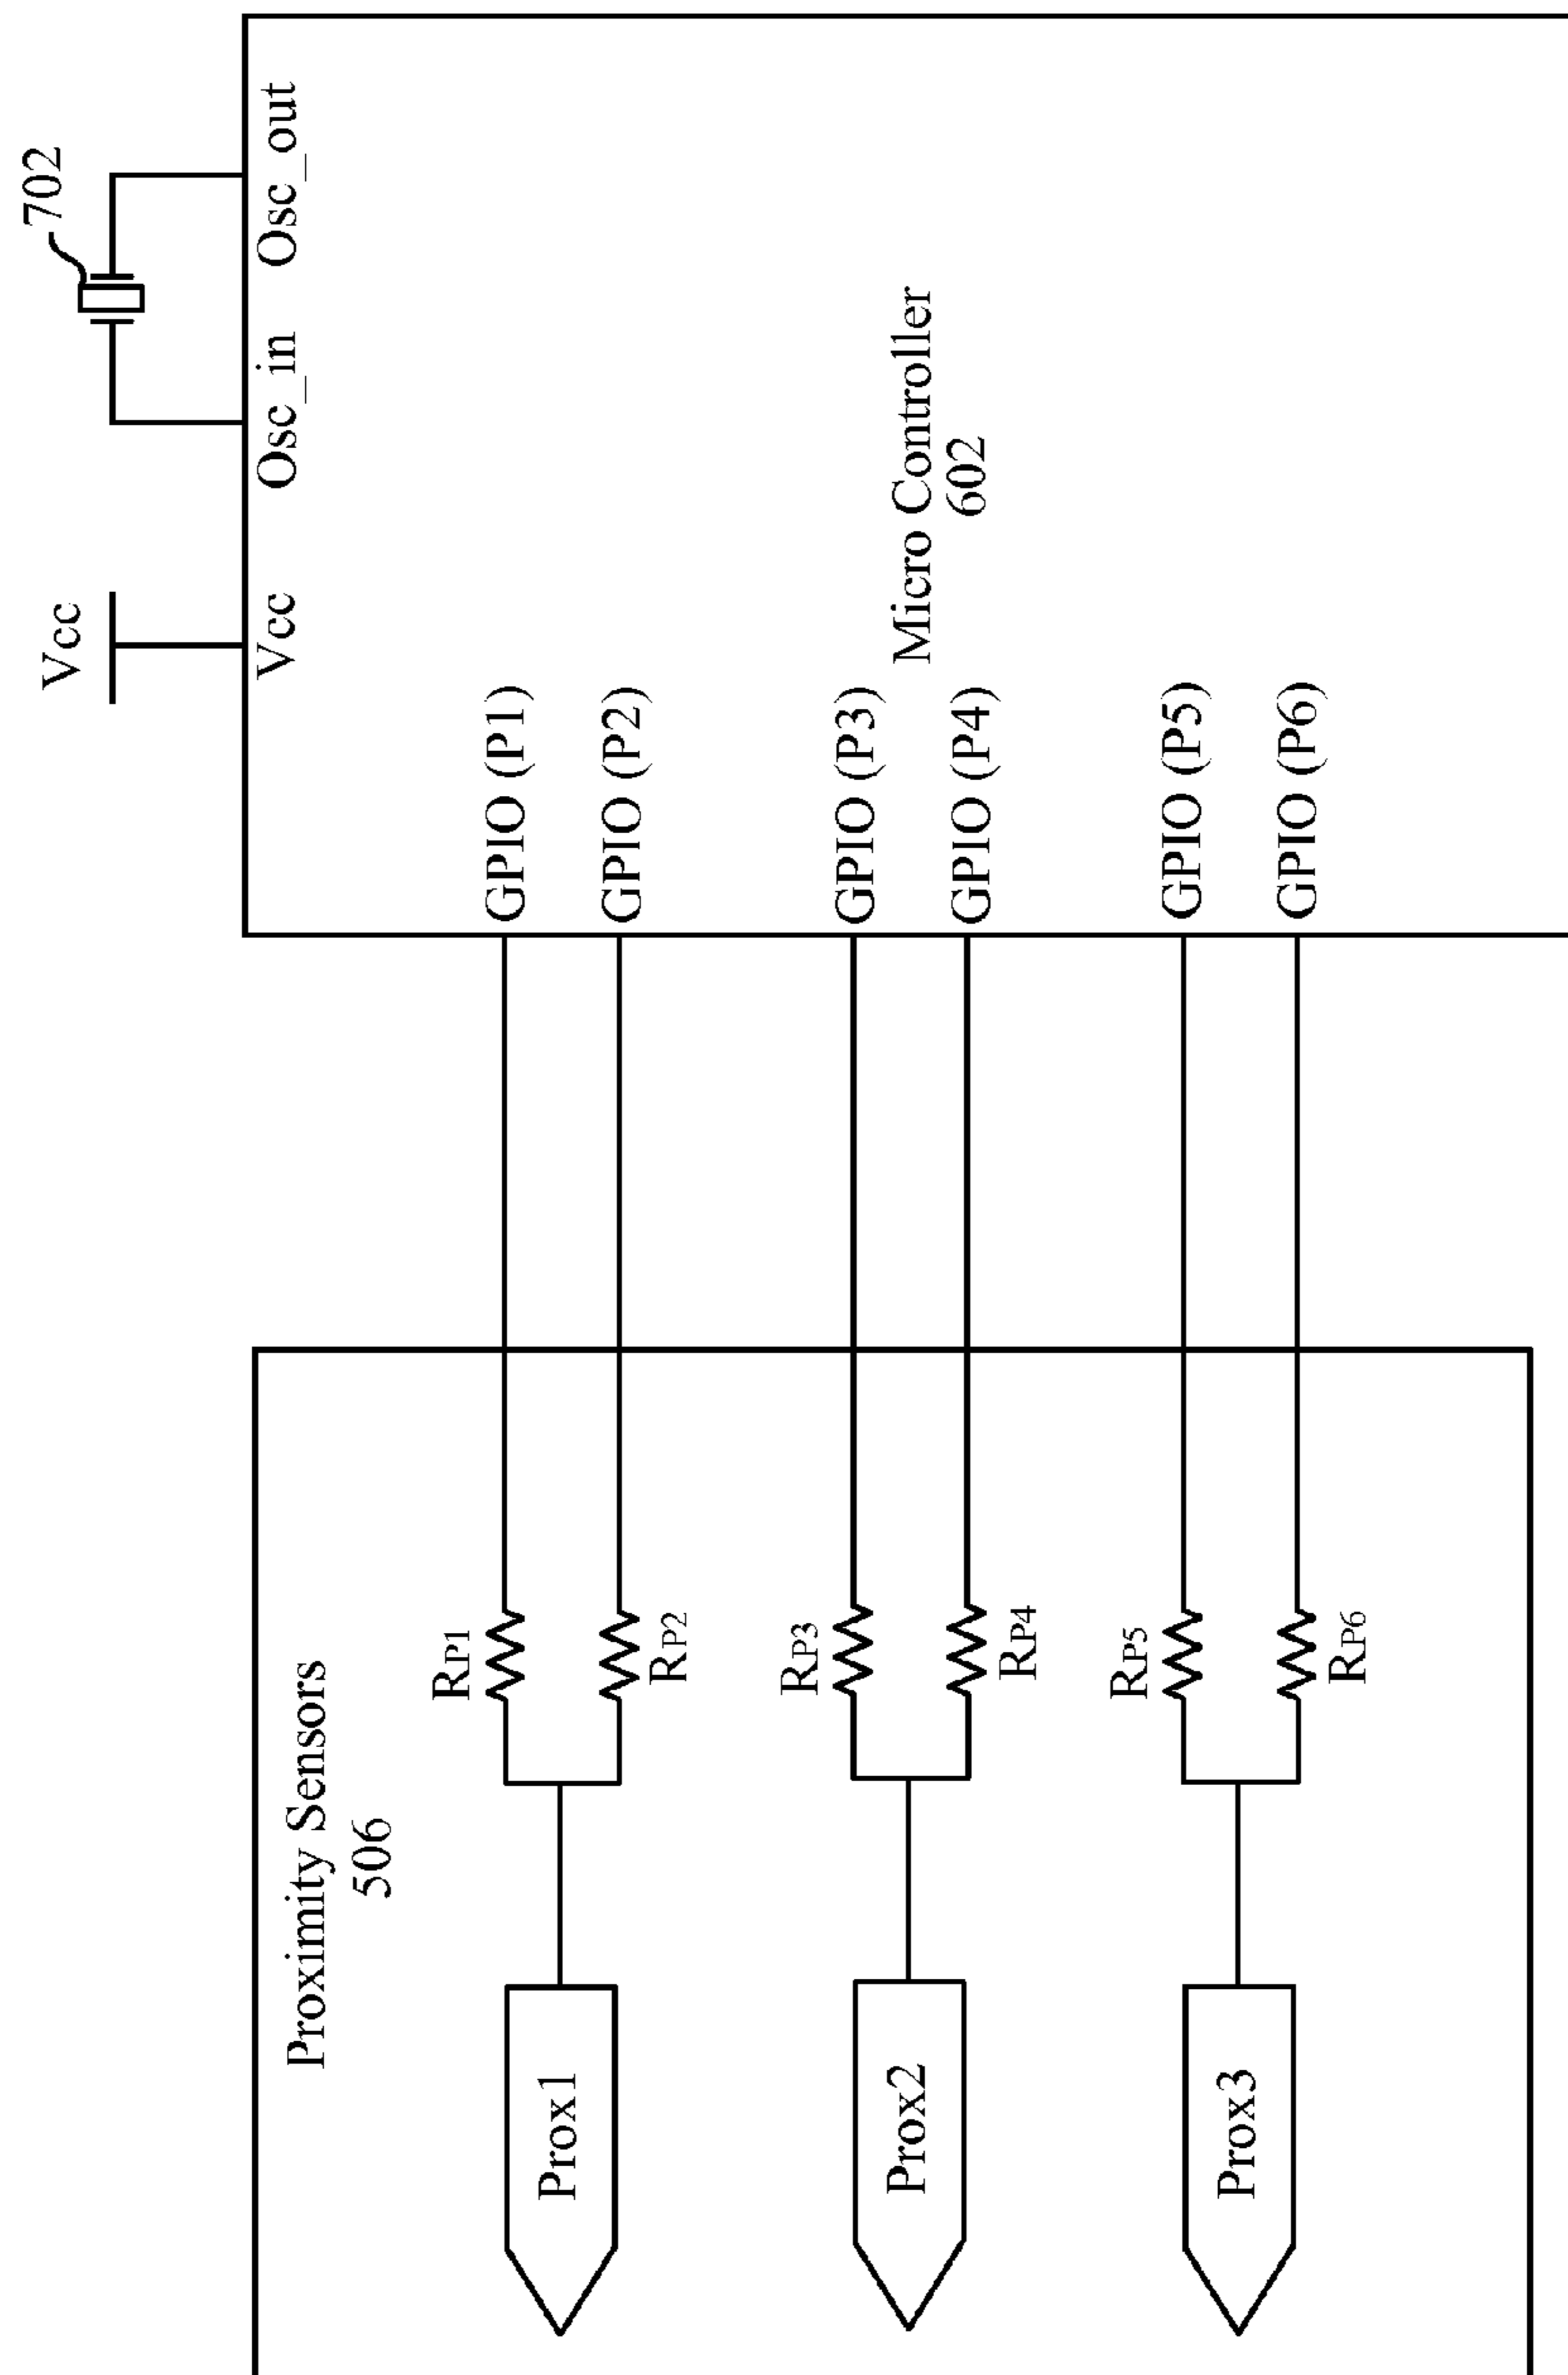 Proximity Sensors
506
Prox1
RP1
RP2
Prox2
RP3
RP4
Prox3
RP5
RP6
Vcc
702
Vcc
Osc_in
Osc_out
GPIO (P1)
GPIO (P2)
GPIO (P3)
GPIO (P4)
GPIO (P5)
GPIO (P6)
Micro Controller
602